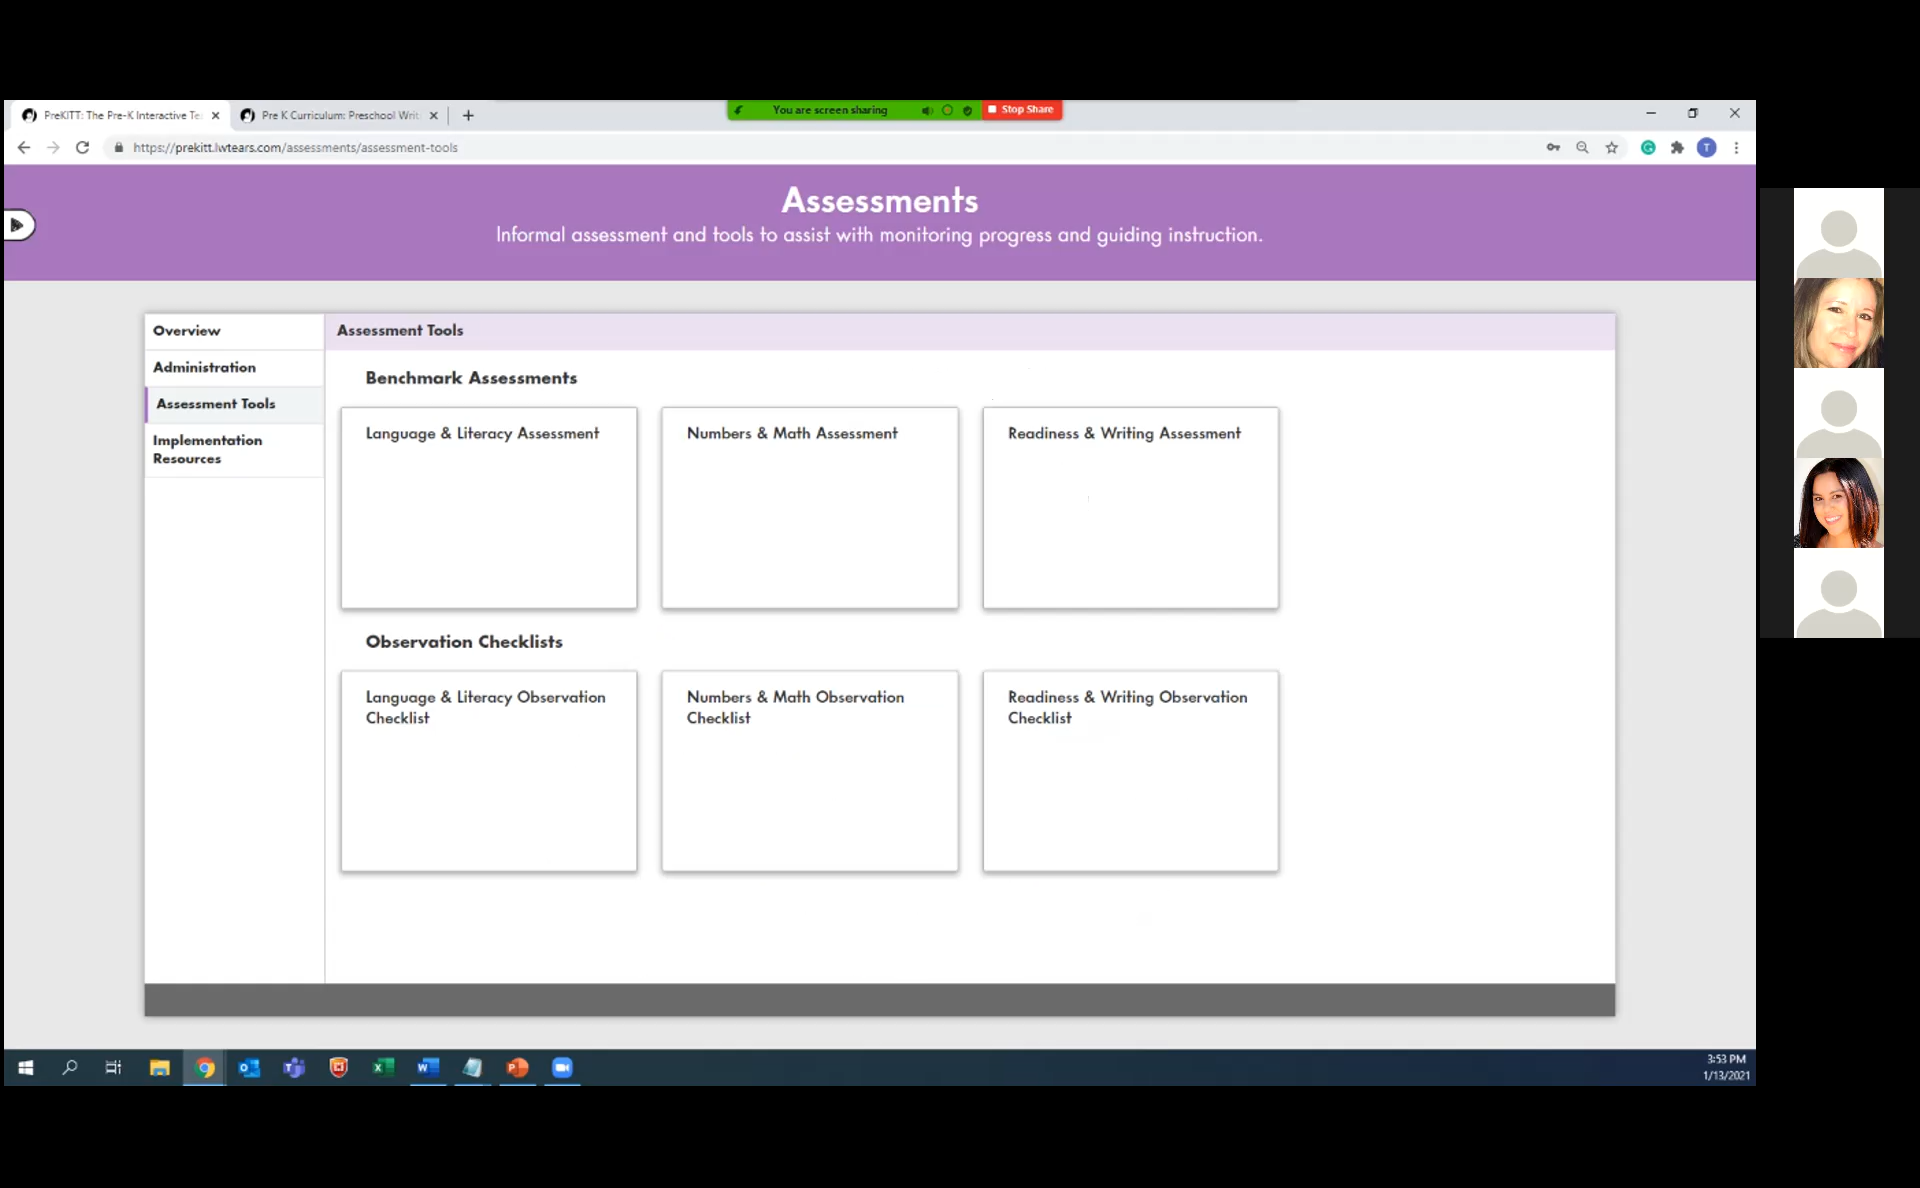 PreKITT: The Pre-K Interactive Te
Pre K Curriculum: Preschool Writ
You are screen sharing
Stop Share
https://prekitt.lwtears.com/assessments/assessment-tools
T
Assessments
Informal assessment and tools to assist with monitoring progress and guiding instruction.
Overview
Administration
Assessment Tools
Implementation
Resources
Assessment Tools
Benchmark Assessments
Language & Literacy Assessment
Numbers & Math Assessment
Readiness & Writing Assessment
Observation Checklists
Language & Literacy Observation
Checklist
Numbers & Math Observation
Checklist
Readiness & Writing Observation
Checklist
3:53 PM
1/13/2021